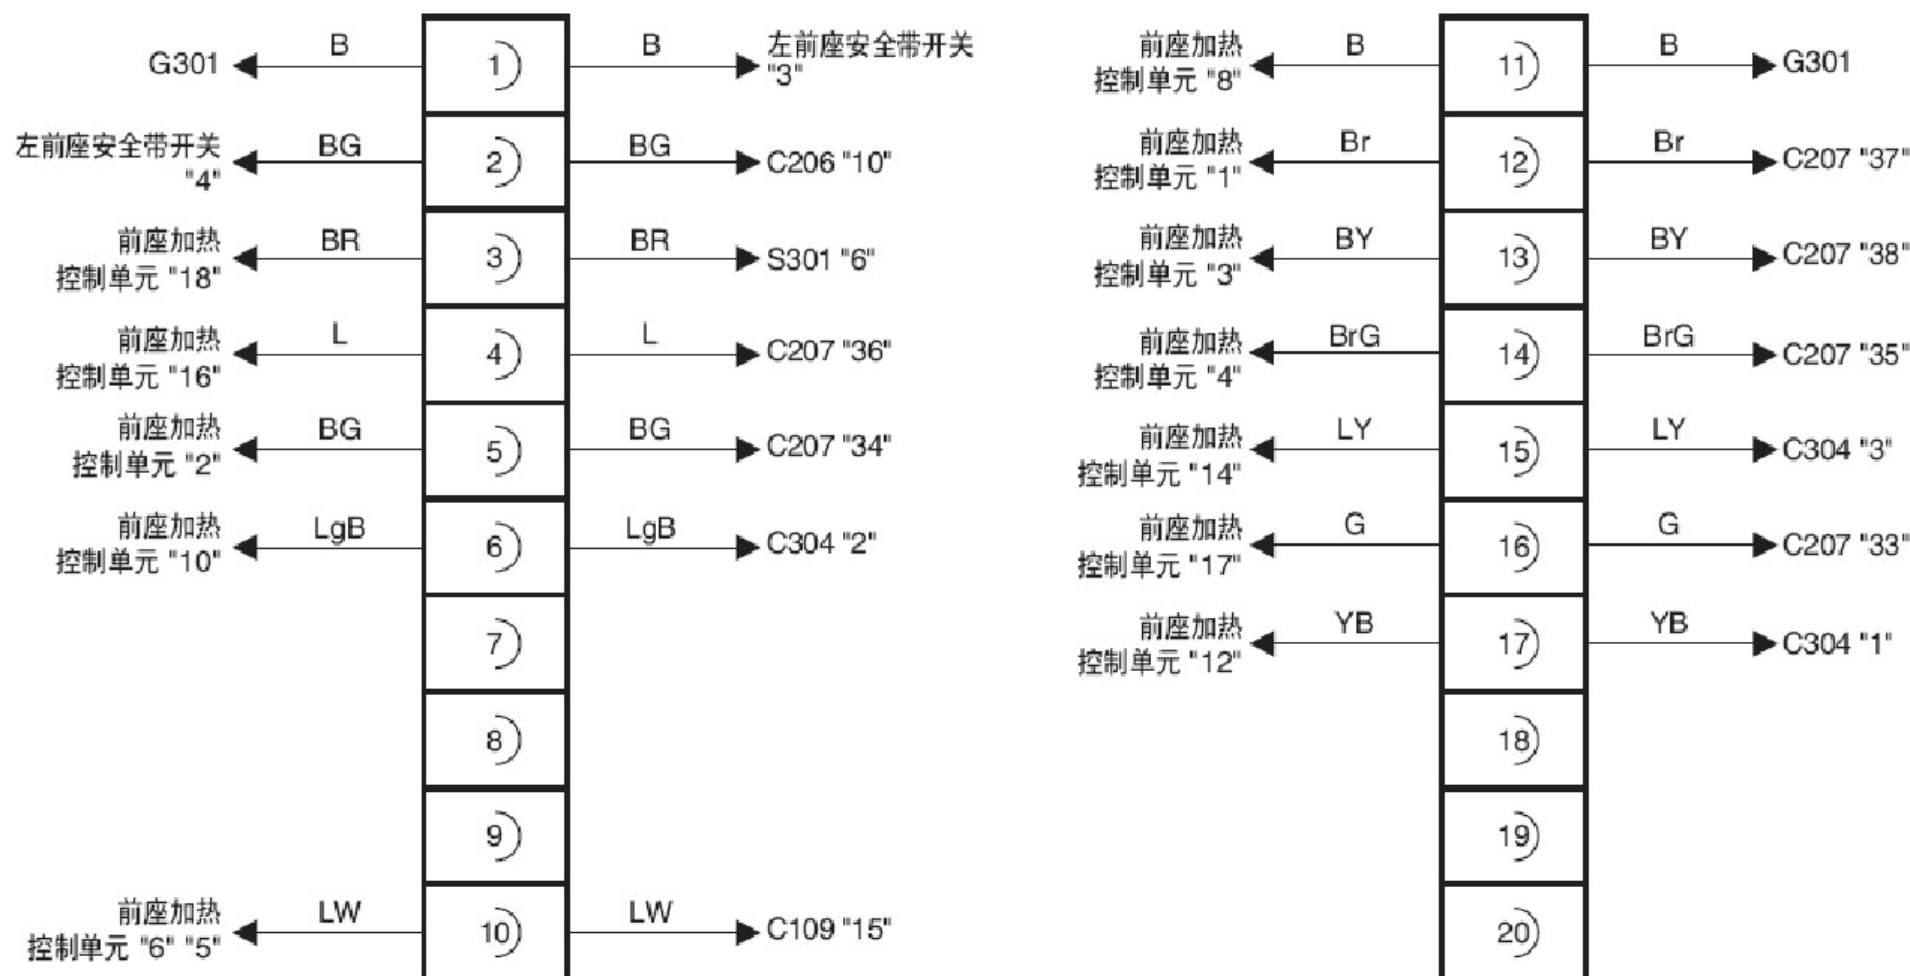 G301 B 1 B 左前座安全带开关
"3"
左前座安全带开关 BG 2 BG C206 "10"
"4"
前座加热 BR 3 BR S301 "6"
控制单元 "18"
前座加热 L 4 L C207 "36"
控制单元 "16"
前座加热 BG 5 BG C207 "34"
控制单元 "2"
前座加热 LgB 6 LgB C304 "2"
控制单元 "10"
7
8
9
前座加热 LW 10 LW C109 "15"
控制单元 "6" "5"
前座加热 B 11 B G301
控制单元 "8"
前座加热 Br 12 Br C207 "37"
控制单元 "1"
前座加热 BY 13 BY C207 "38"
控制单元 "3"
前座加热 BrG 14 BrG C207 "35"
控制单元 "4"
前座加热 LY 15 LY C304 "3"
控制单元 "14"
前座加热 G 16 G C207 "33"
控制单元 "17"
前座加热 YB 17 YB C304 "1"
控制单元 "12"
18
19
20